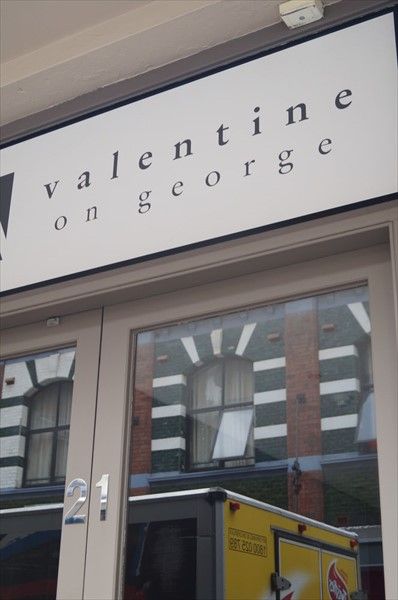 valentine
on george
21